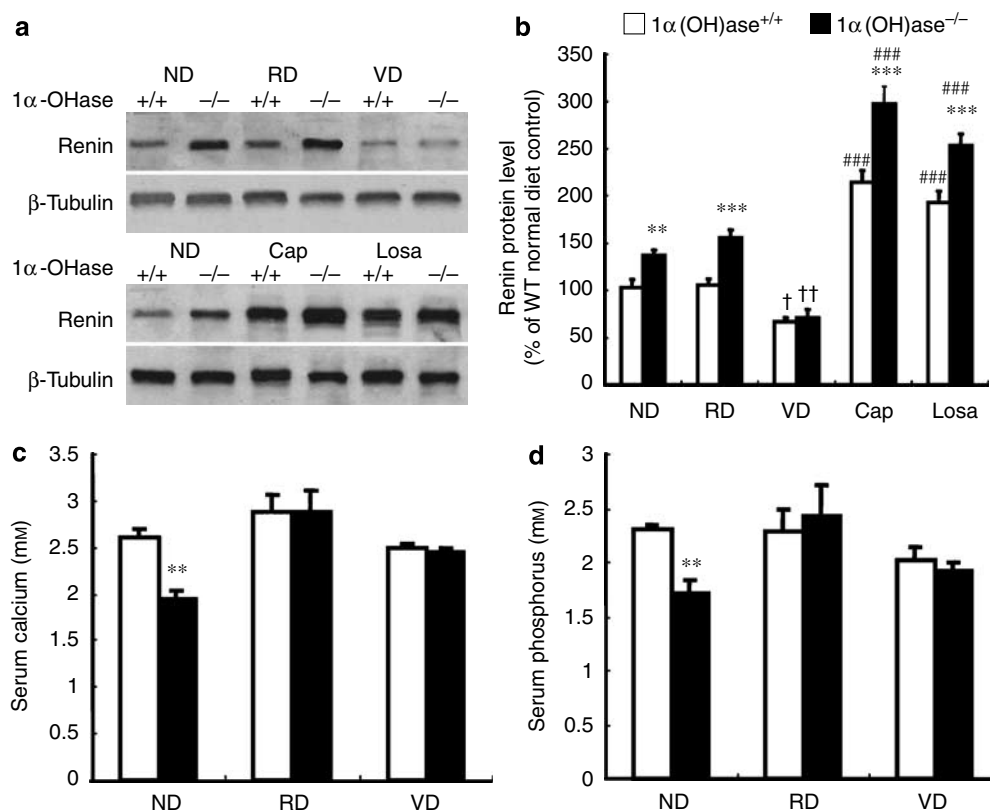 a
ND RD VD
1α-OHase +/+ –/– +/+ –/– +/+ –/–
Renin
β-Tubulin
ND Cap Losa
1α-OHase +/+ –/– +/+ –/– +/+ –/–
Renin
β-Tubulin
b
1α(OH)ase+/+ 1α(OH)ase–/–
Renin protein level
(% of WT normal diet control)
350
300
250
200
150
100
50
0
** *** † †† ### ### *** ### ### ***
ND RD VD Cap Losa
c
Serum calcium (mM)
3.5
3
2.5
2
1.5
1
0.5
0
**
ND RD VD
d
Serum phosphorus (mM)
3
2.5
2
1.5
1
0.5
0
**
ND RD VD